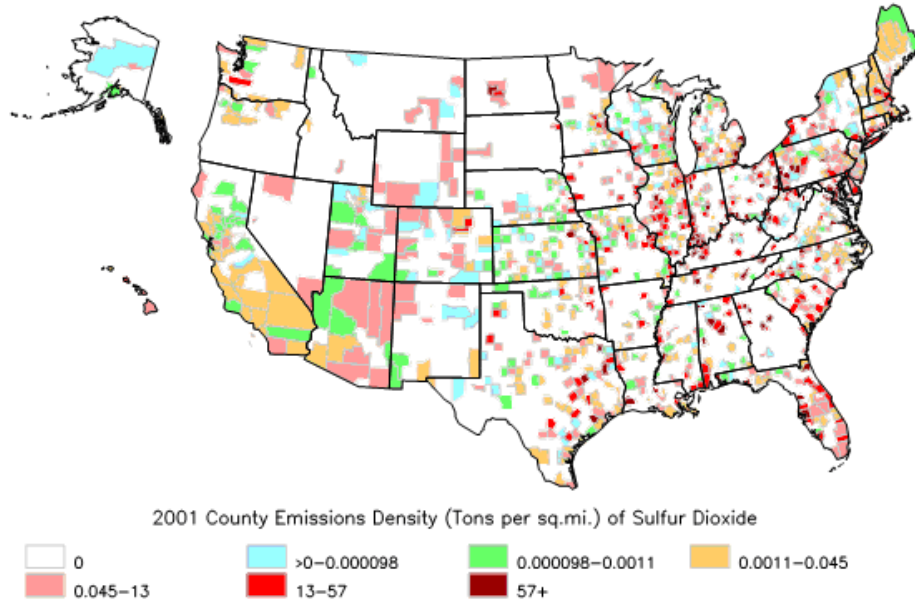 2001 County Emissions Density (Tons per sq.mi.) of Sulfur Dioxide
0 >0-0.000098 0.000098-0.0011 0.0011-0.045
0.045-13 13-57 57+